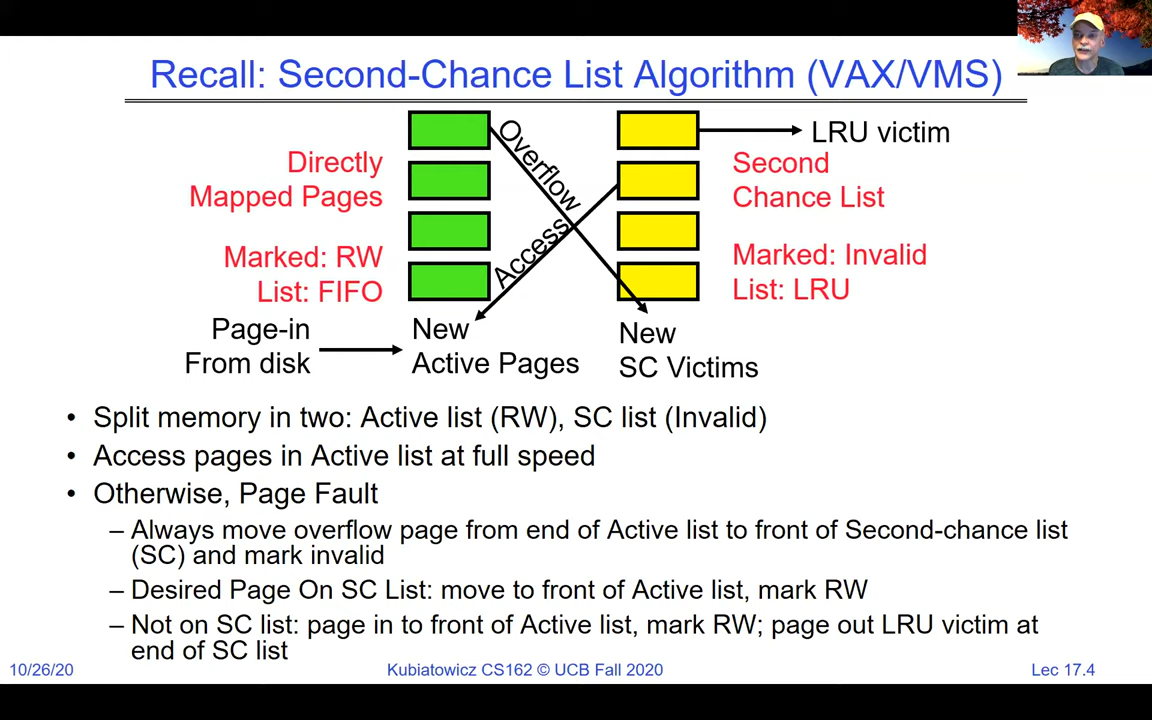 Recall: Second-Chance List Algorithm (VAX/VMS)
Directly
Mapped Pages
Marked: RW
List: FIFO
Page-in
From disk
Overflow
Access
New
Active Pages
LRU victim
Second
Chance List
Marked: Invalid
List: LRU
New
SC Victims
• Split memory in two: Active list (RW), SC list (Invalid)
• Access pages in Active list at full speed
• Otherwise, Page Fault
– Always move overflow page from end of Active list to front of Second-chance list
(SC) and mark invalid
– Desired Page On SC List: move to front of Active list, mark RW
– Not on SC list: page in to front of Active list, mark RW; page out LRU victim at
end of SC list
10/26/20
Kubiatowicz CS162 © UCB Fall 2020
Lec 17.4